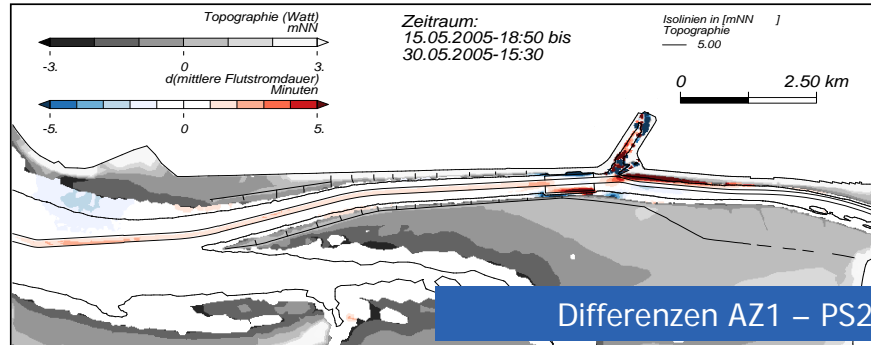 Topographie (Watt)
mNN
-3. 0 3.
d(mittlere Flutstromdauer)
Minuten
-5. 0 5.
Zeitraum:
15.05.2005-18:50 bis
30.05.2005-15:30
Isolinien in [mNN ]
Topographie
5.00
0 2.50 km
Differenzen AZ1 – PS2